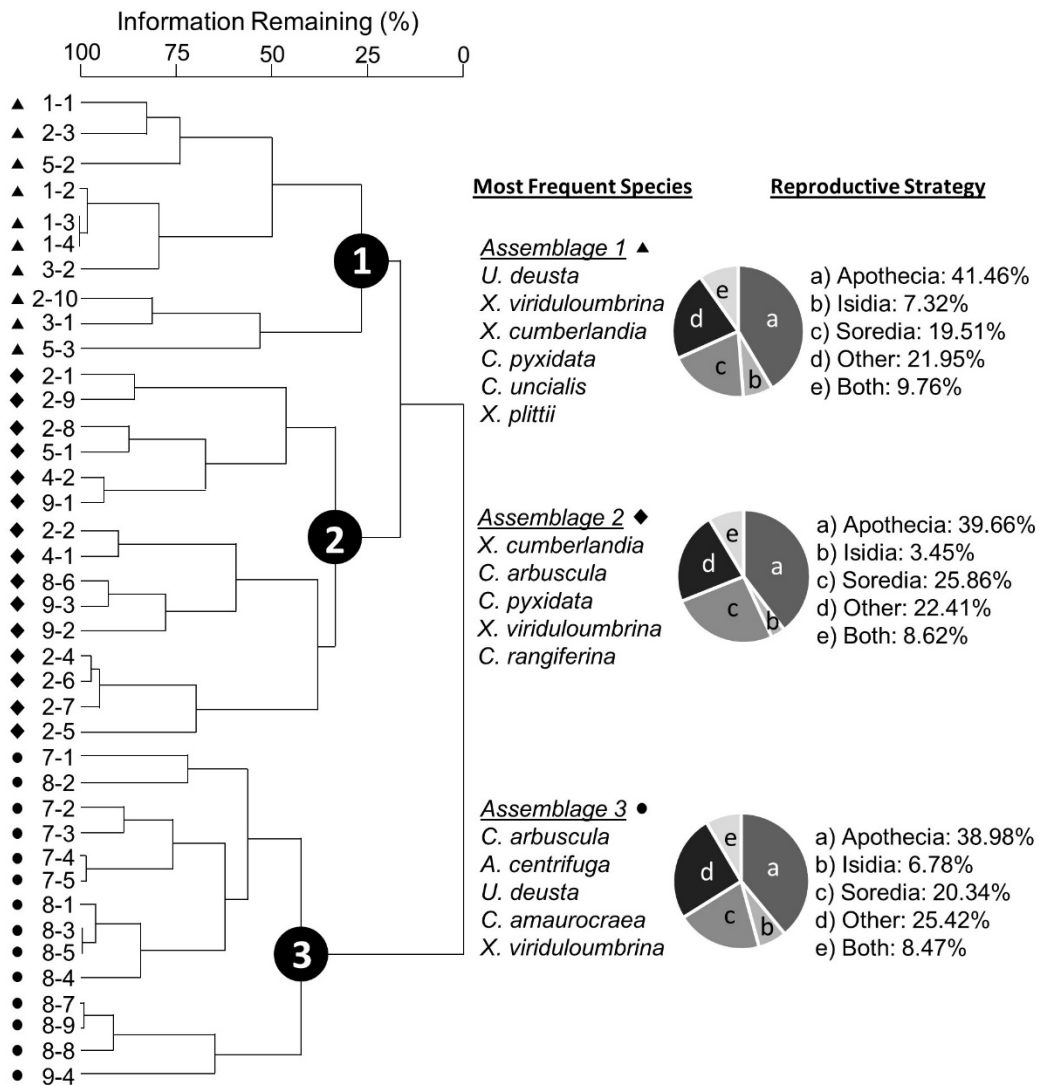 Information Remaining (%)
100 75 50 25 0
1-1
2-3
5-2
1-2
1-3
1-4
3-2
2-10
3-1
5-3
2-1
2-9
2-8
5-1
4-2
9-1
2-2
4-1
8-6
9-3
9-2
2-4
2-6
2-7
2-5
7-1
8-2
7-2
7-3
7-4
7-5
8-1
8-3
8-5
8-4
8-7
8-9
8-8
9-4
1
2
3
Most Frequent Species
Reproductive Strategy
Assemblage 1
U. deusta
X. viriduloumbrina
X. cumberlandia
C. pyxidata
C. uncialis
X. plittii
e
a
d
c
b
a) Apothecia: 41.46%
b) Isidia: 7.32%
c) Soredia: 19.51%
d) Other: 21.95%
e) Both: 9.76%
Assemblage 2
X. cumberlandia
C. arbuscula
C. pyxidata
X. viriduloumbrina
C. rangiferina
e
a
d
c
b
a) Apothecia: 39.66%
b) Isidia: 3.45%
c) Soredia: 25.86%
d) Other: 22.41%
e) Both: 8.62%
Assemblage 3
C. arbuscula
A. centrifuga
U. deusta
C. amaurocraea
X. viriduloumbrina
e
a
d
c
b
a) Apothecia: 38.98%
b) Isidia: 6.78%
c) Soredia: 20.34%
d) Other: 25.42%
e) Both: 8.47%